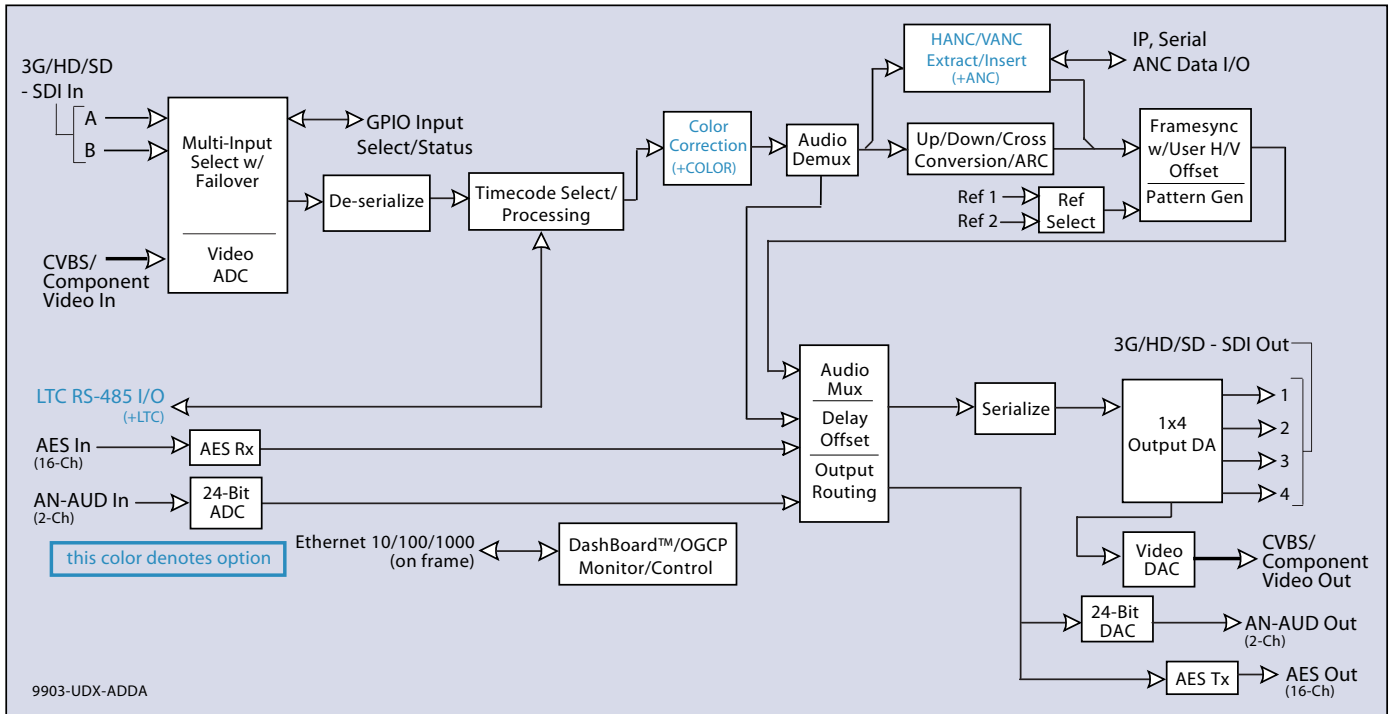 3G/HD/SD
- SDI In
A
B
CVBS/
Component
Video In
Multi-Input
Select w/
Failover
Video
ADC
GPIO Input
Select/Status
De-serialize
Timecode Select/
Processing
Color
Correction
(+COLOR)
Audio
Demux
HANC/VANC
Extract/Insert
(+ANC)
IP, Serial
ANC Data I/O
Up/Down/Cross
Conversion/ARC
Ref 1
Ref 2
Ref
Select
Framesync
w/User H/V
Offset
Pattern Gen
LTC RS-485 I/O
(+LTC)
AES In
(16-Ch)
AES Rx
AN-AUD In
(2-Ch)
24-Bit
ADC
this color denotes option
Ethernet 10/100/1000
(on frame)
DashBoard™/OGCP
Monitor/Control
Audio
Mux
Delay
Offset
Output
Routing
Serialize
3G/HD/SD - SDI Out
1x4
Output DA
1
2
3
4
Video
DAC
CVBS/
Component
Video Out
24-Bit
DAC
AN-AUD Out
(2-Ch)
AES Tx
AES Out
(16-Ch)
9903-UDX-ADDA